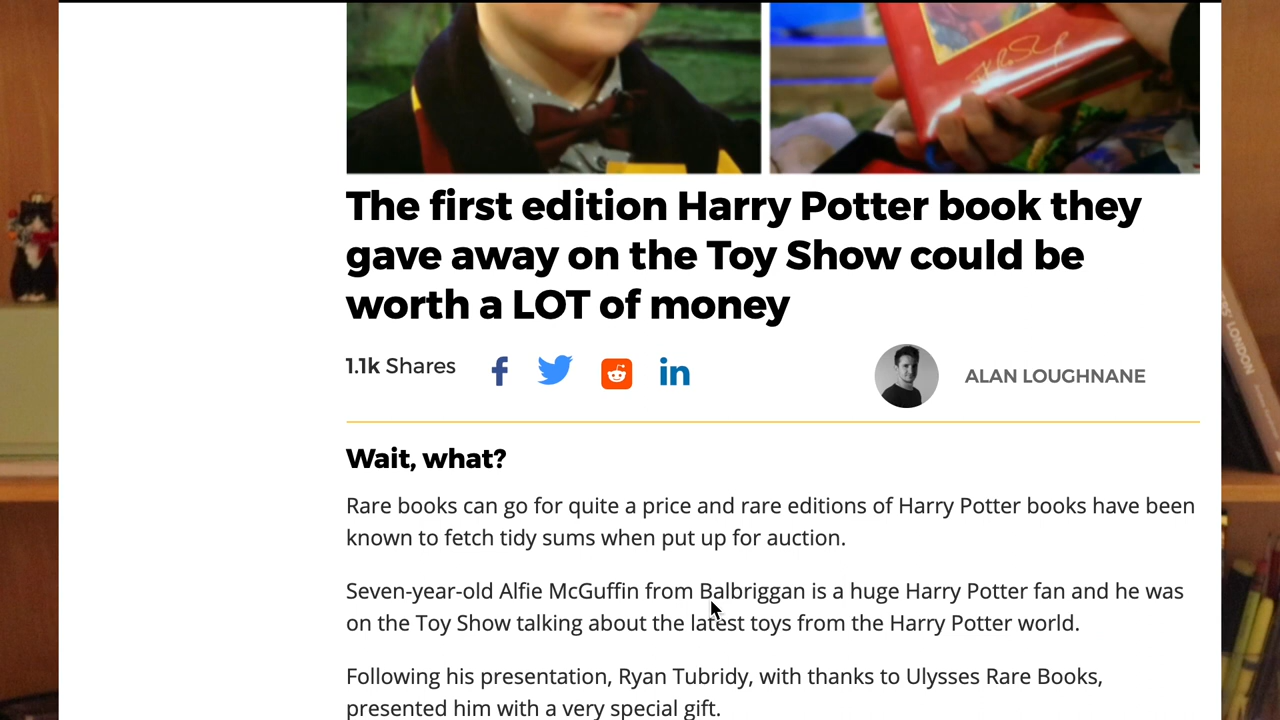 The first edition Harry Potter book they
gave away on the Toy Show could be
worth a LOT of money
1.1k Shares
ALAN LOUGHNANE
Wait, what?
Rare books can go for quite a price and rare editions of Harry Potter books have been
known to fetch tidy sums when put up for auction.
Seven-year-old Alfie McGuffin from Balbriggan is a huge Harry Potter fan and he was
on the Toy Show talking about the latest toys from the Harry Potter world.
Following his presentation, Ryan Tubridy, with thanks to Ulysses Rare Books,
presented him with a very special gift.
LONDON